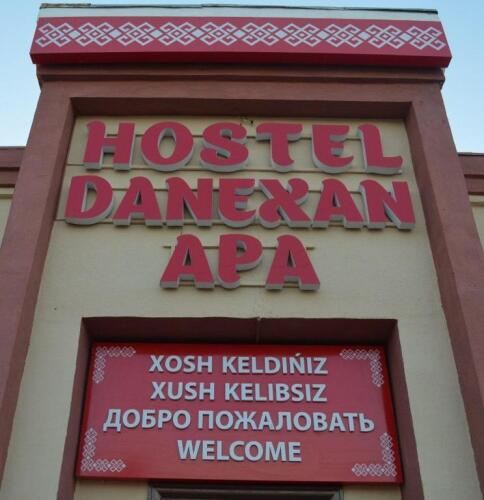 HOSTEL
DANEXAN
APA
XOSH KELDIŃIZ
XUSH KELIBSIZ
ДОБРО ПОЖАЛОВАТЬ
WELCOME